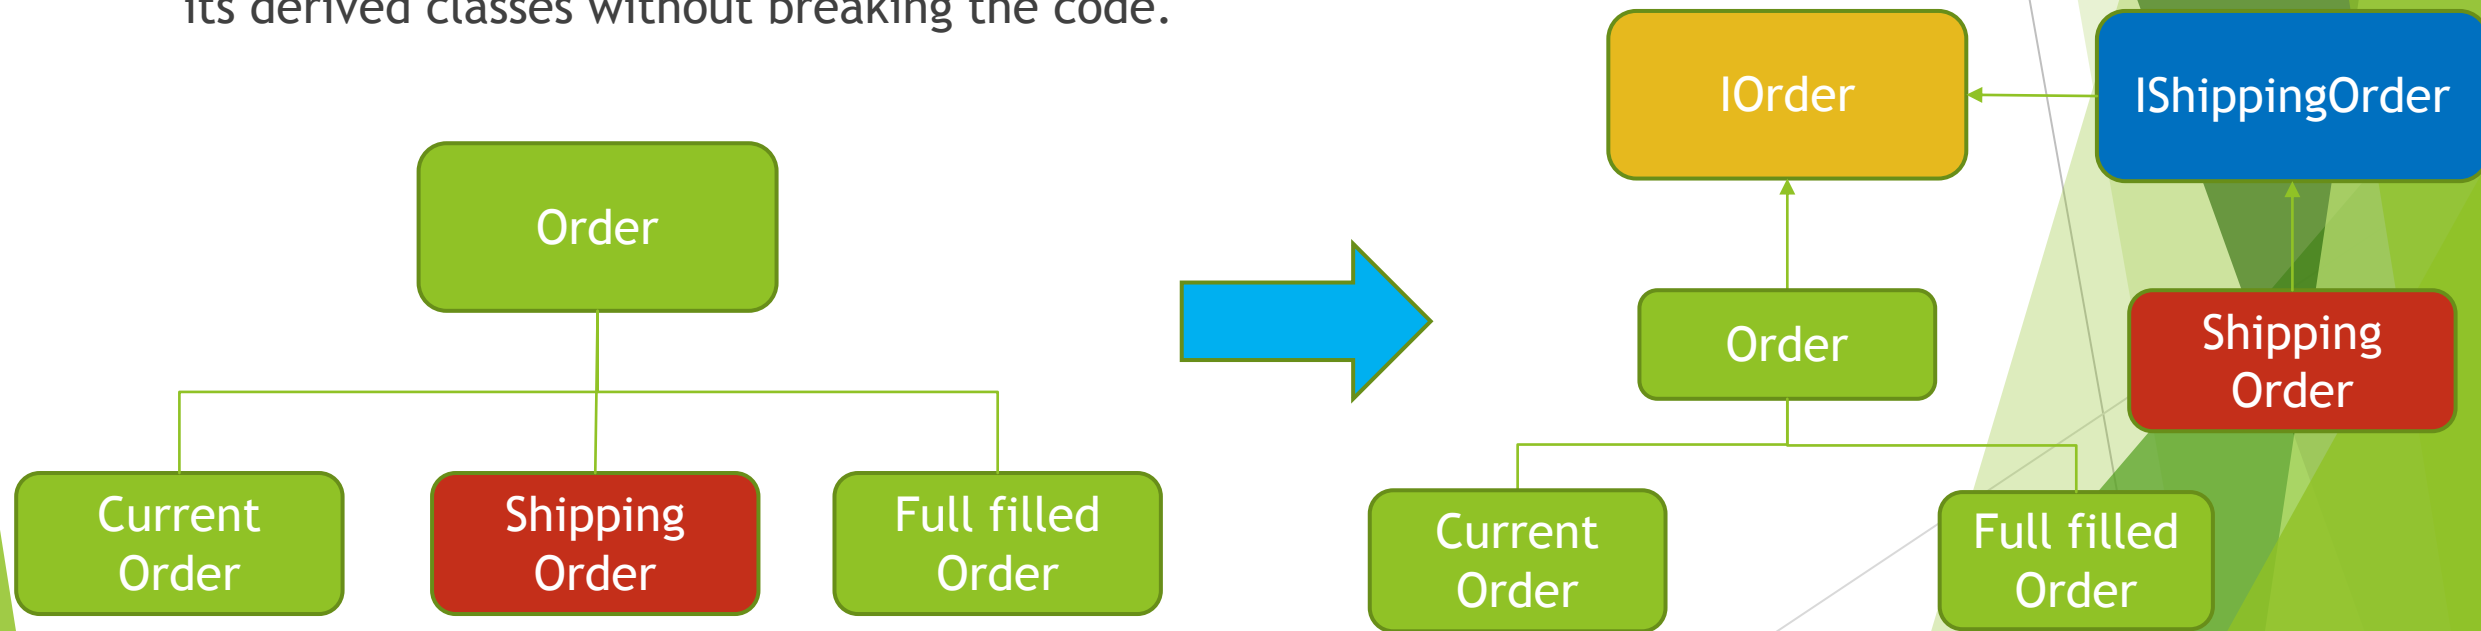 its derived classes without breaking the code.
IOrder
IShippingOrder
Order
Order
Shipping
Order
Current
Order
Shipping
Order
Full filled
Order
Current
Order
Full filled
Order